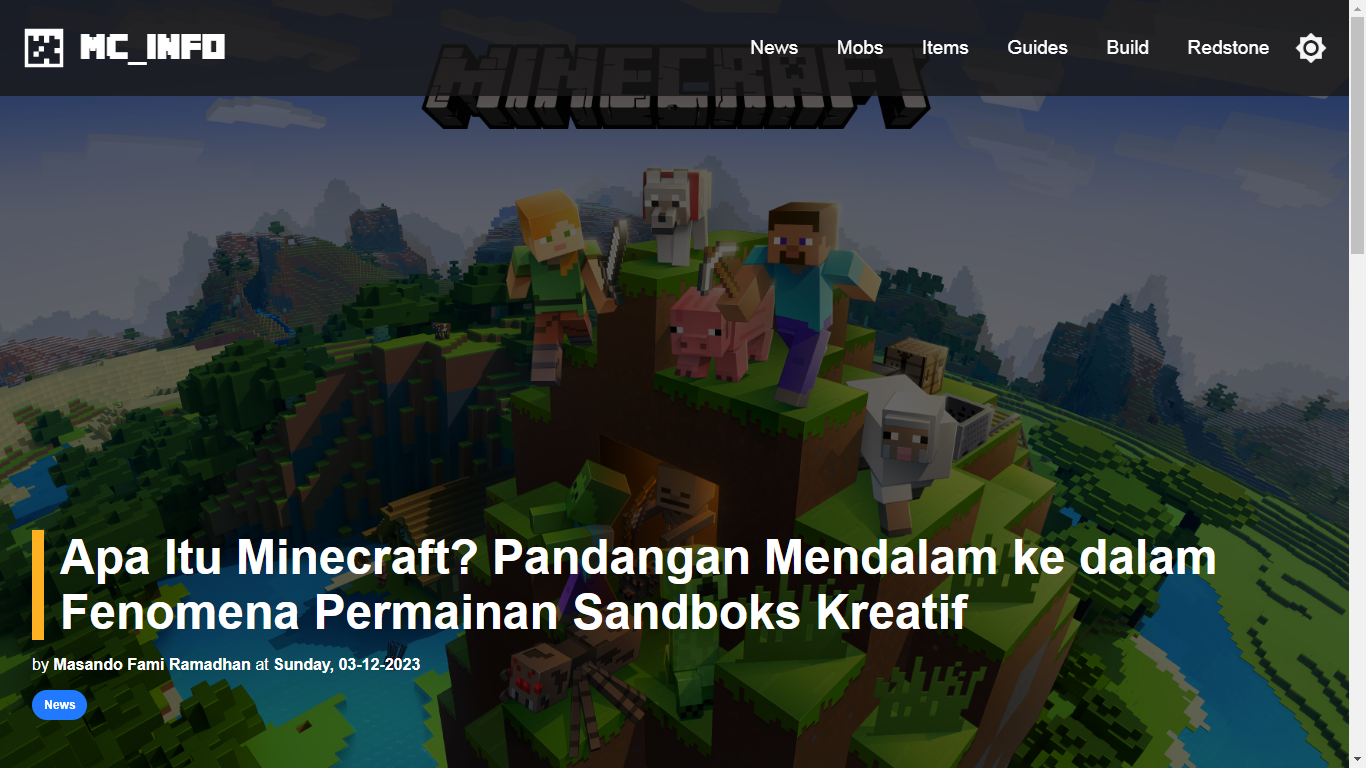 MC_INFO
News Mobs Items Guides Build Redstone
MINECRAFT
Apa Itu Minecraft? Pandangan Mendalam ke dalam
Fenomena Permainan Sandboks Kreatif
by Masando Fami Ramadhan at Sunday, 03-12-2023
News